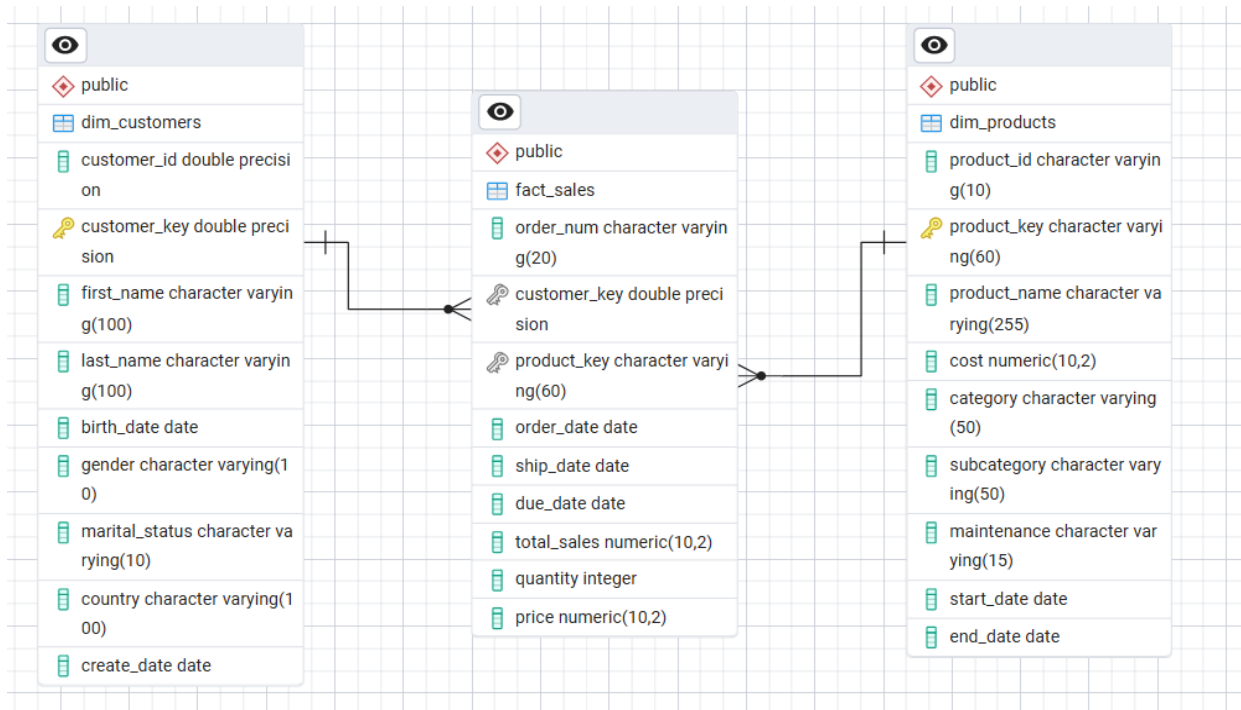 public
dim_customers
customer_id double precisi
on
customer_key double preci
sion
first_name character varyin
g(100)
last_name character varyin
g(100)
birth_date date
gender character varying(1
0)
marital_status character va
rying(10)
country character varying(1
00)
create_date date
public
fact_sales
order_num character varyin
g(20)
customer_key double preci
sion
product_key character varyi
ng(60)
order_date date
ship_date date
due_date date
total_sales numeric(10,2)
quantity integer
price numeric(10,2)
public
dim_products
product_id character varyin
g(10)
product_key character varyi
ng(60)
product_name character va
rying(255)
cost numeric(10,2)
category character varying
(50)
subcategory character vary
ing(50)
maintenance character var
ying(15)
start_date date
end_date date